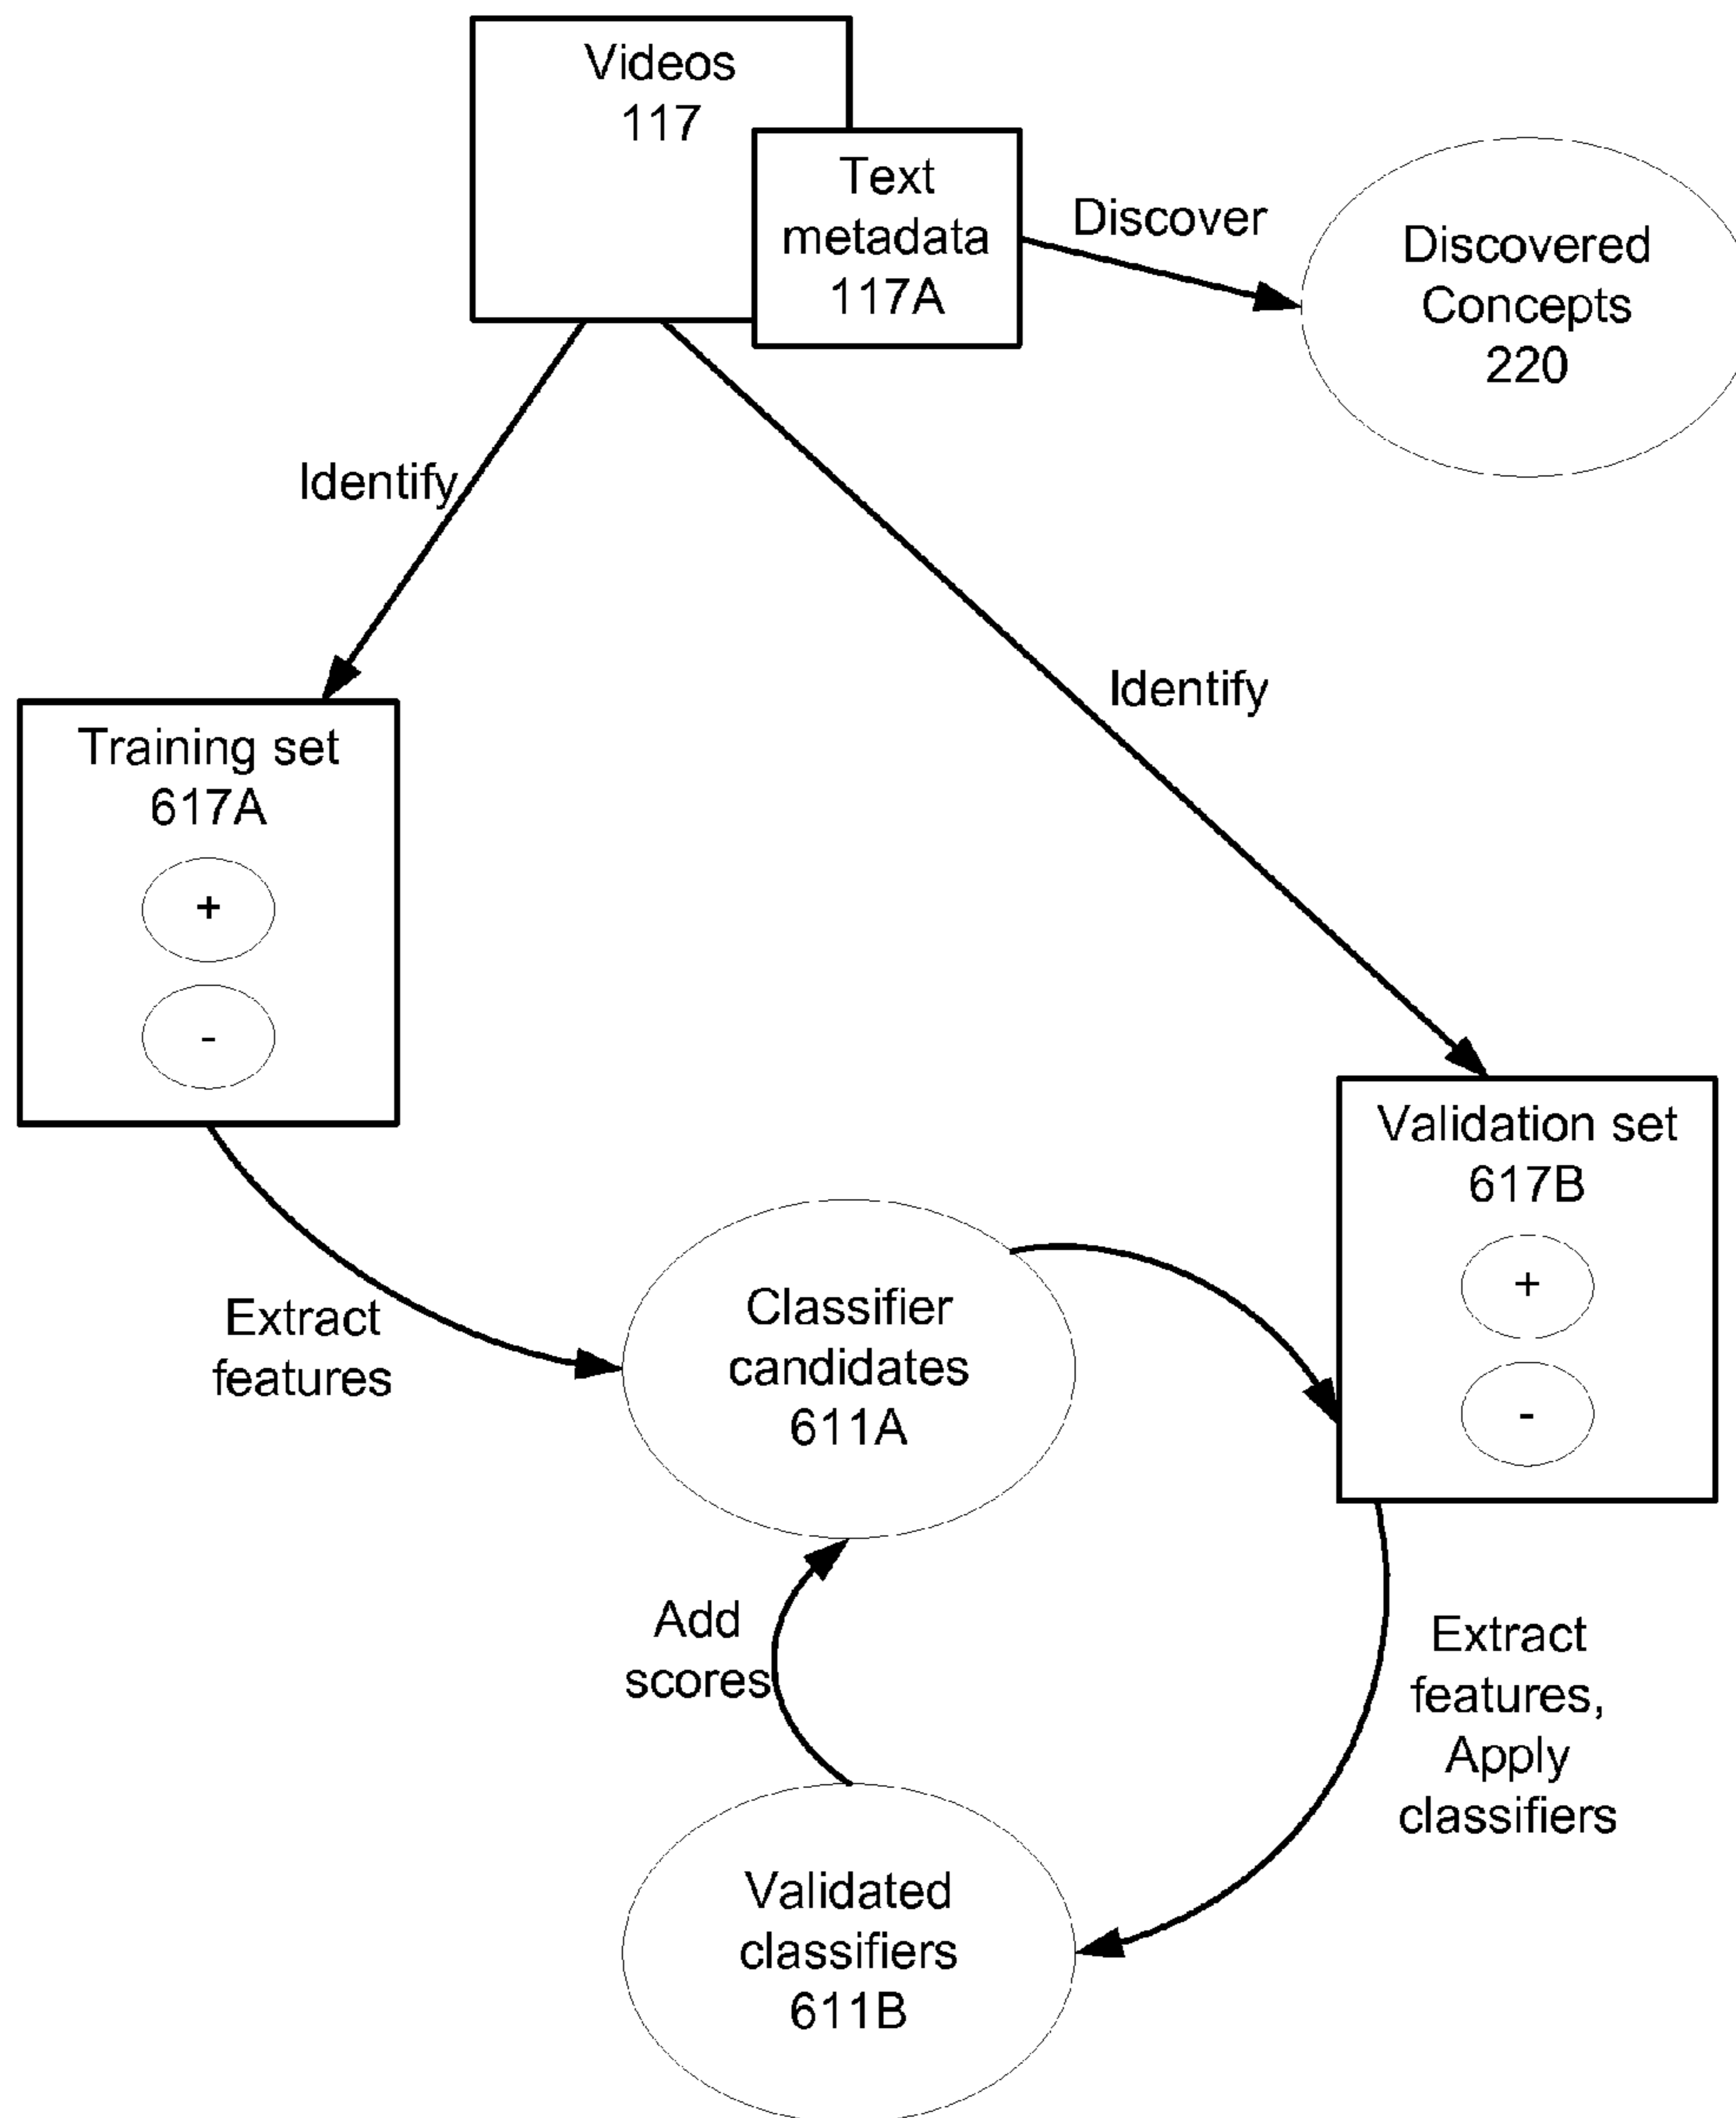 Videos
117
Text
metadata
117A
Discover
Discovered
Concepts
220
Identify
Identify
Training set
617A
+
-
Validation set
617B
+
-
Extract
features
Classifier
candidates
611A
Add
scores
Extract
features,
Apply
classifiers
Validated
classifiers
611B